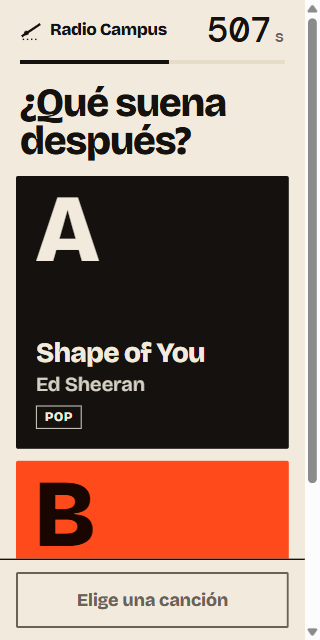 Radio Campus
507 s
¿Qué suena
después?
A
Shape of You
Ed Sheeran
POP
B
Elige una canción